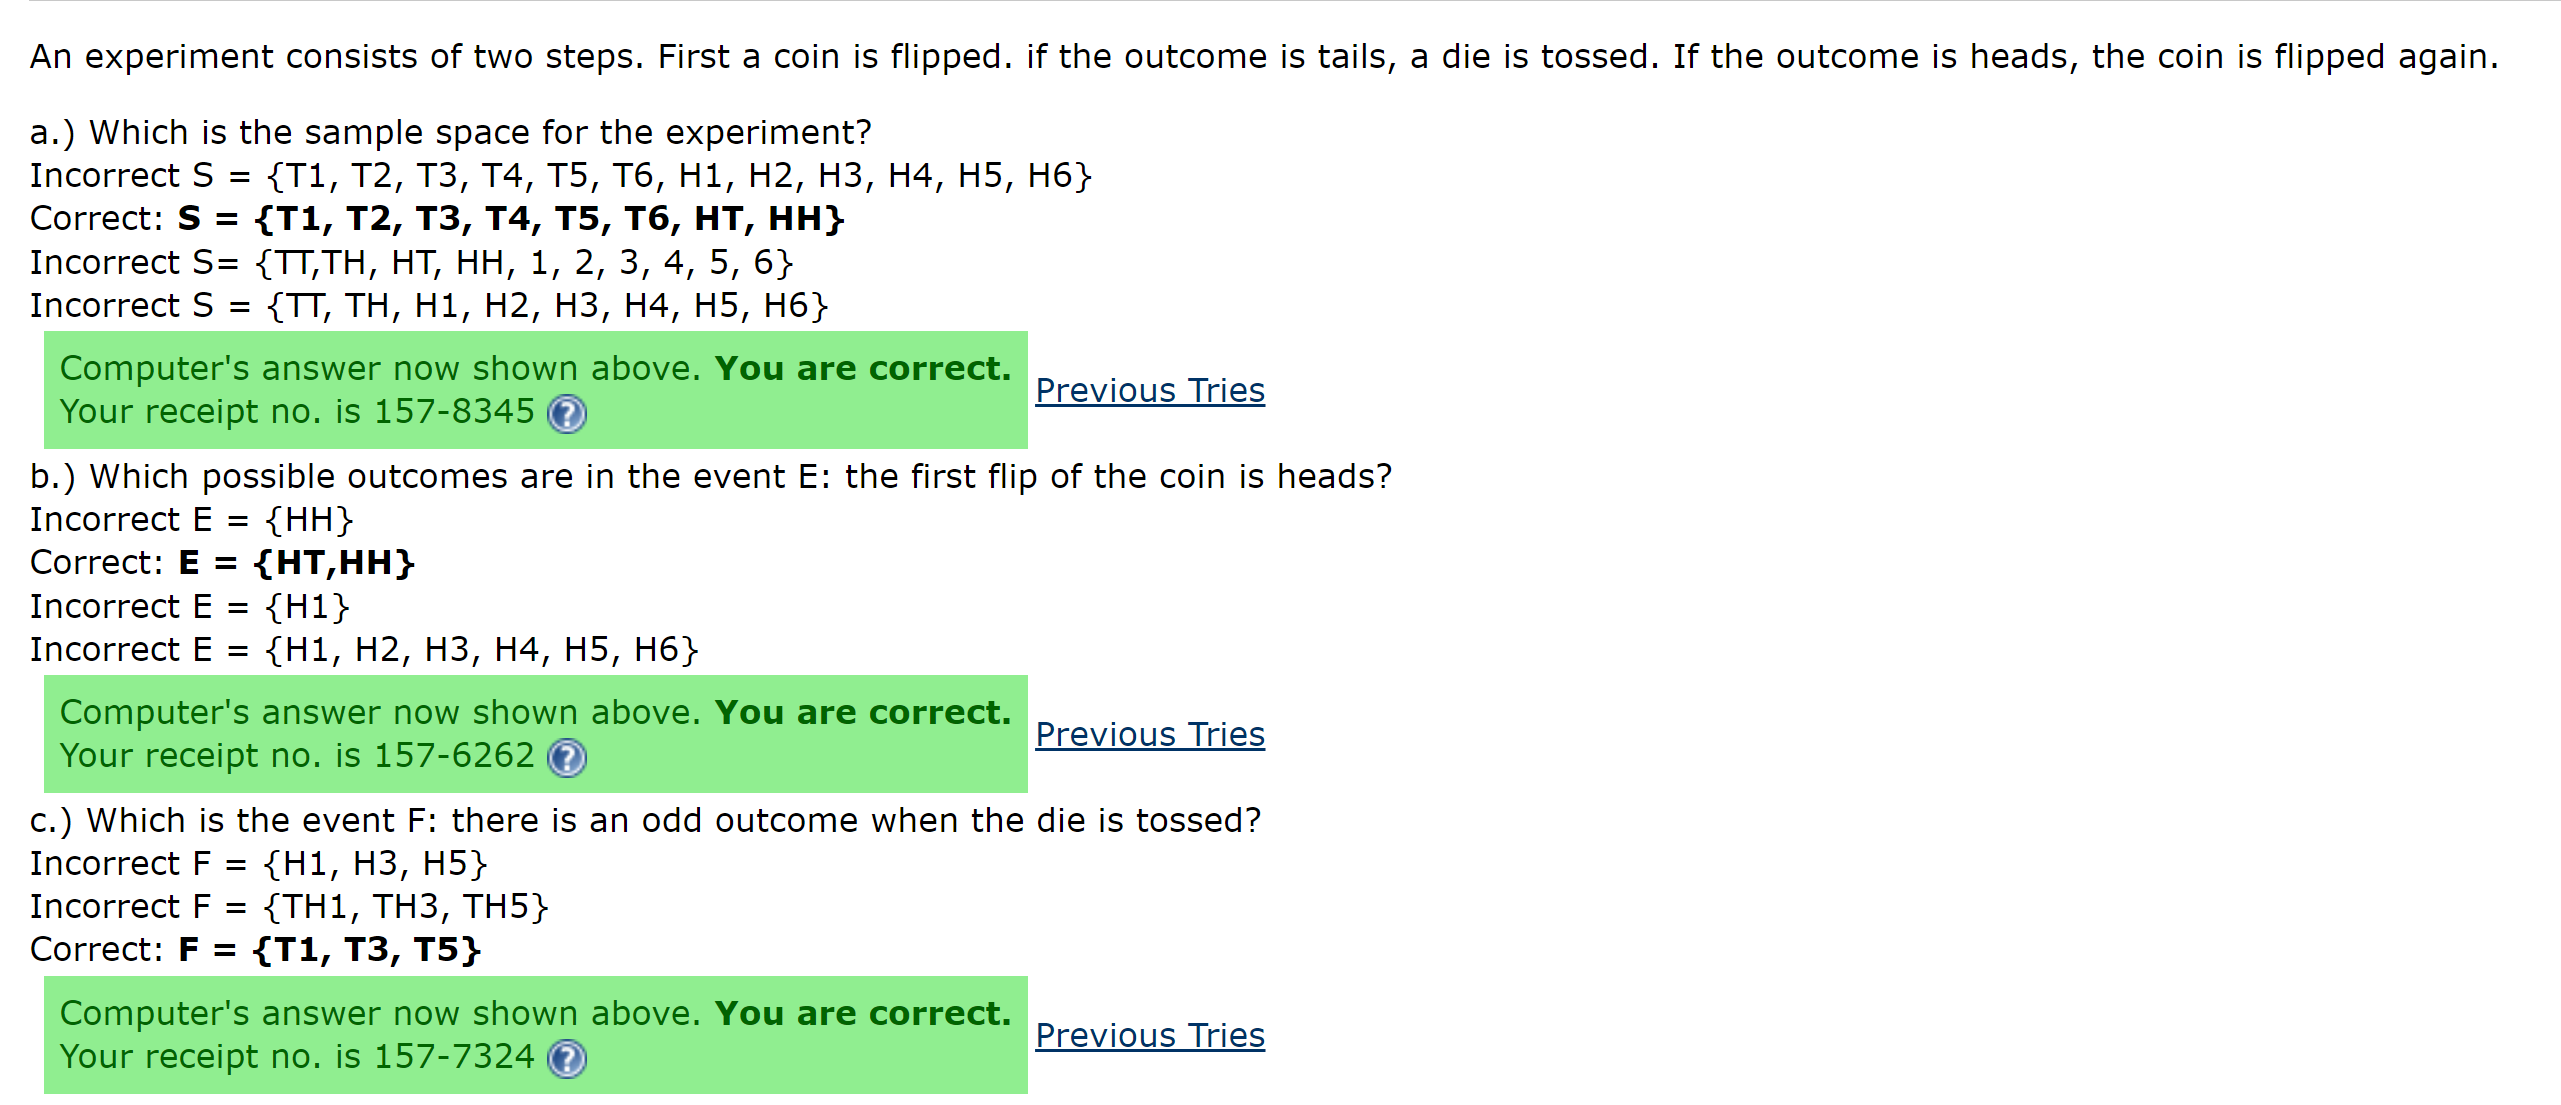 An experiment consists of two steps. First a coin is flipped. if the outcome is tails, a die is tossed. If the outcome is heads, the coin is flipped again.
a.) Which is the sample space for the experiment?
Incorrect S = {T1, T2, T3, T4, T5, T6, H1, H2, H3, H4, H5, H6}
Correct: S = {T1, T2, T3, T4, T5, T6, HT, HH}
Incorrect S= {TT,TH, HT, HH, 1, 2, 3, 4, 5, 6}
Incorrect S = {TT, TH, H1, H2, H3, H4, H5, H6}
Computer's answer now shown above. You are correct.
Your receipt no. is 157-8345 ?
Previous Tries
b.) Which possible outcomes are in the event E: the first flip of the coin is heads?
Incorrect E = {HH}
Correct: E = {HT,HH}
Incorrect E = {H1}
Incorrect E = {H1, H2, H3, H4, H5, H6}
Computer's answer now shown above. You are correct.
Your receipt no. is 157-6262 ?
Previous Tries
c.) Which is the event F: there is an odd outcome when the die is tossed?
Incorrect F = {H1, H3, H5}
Incorrect F = {TH1, TH3, TH5}
Correct: F = {T1, T3, T5}
Computer's answer now shown above. You are correct.
Your receipt no. is 157-7324 ?
Previous Tries